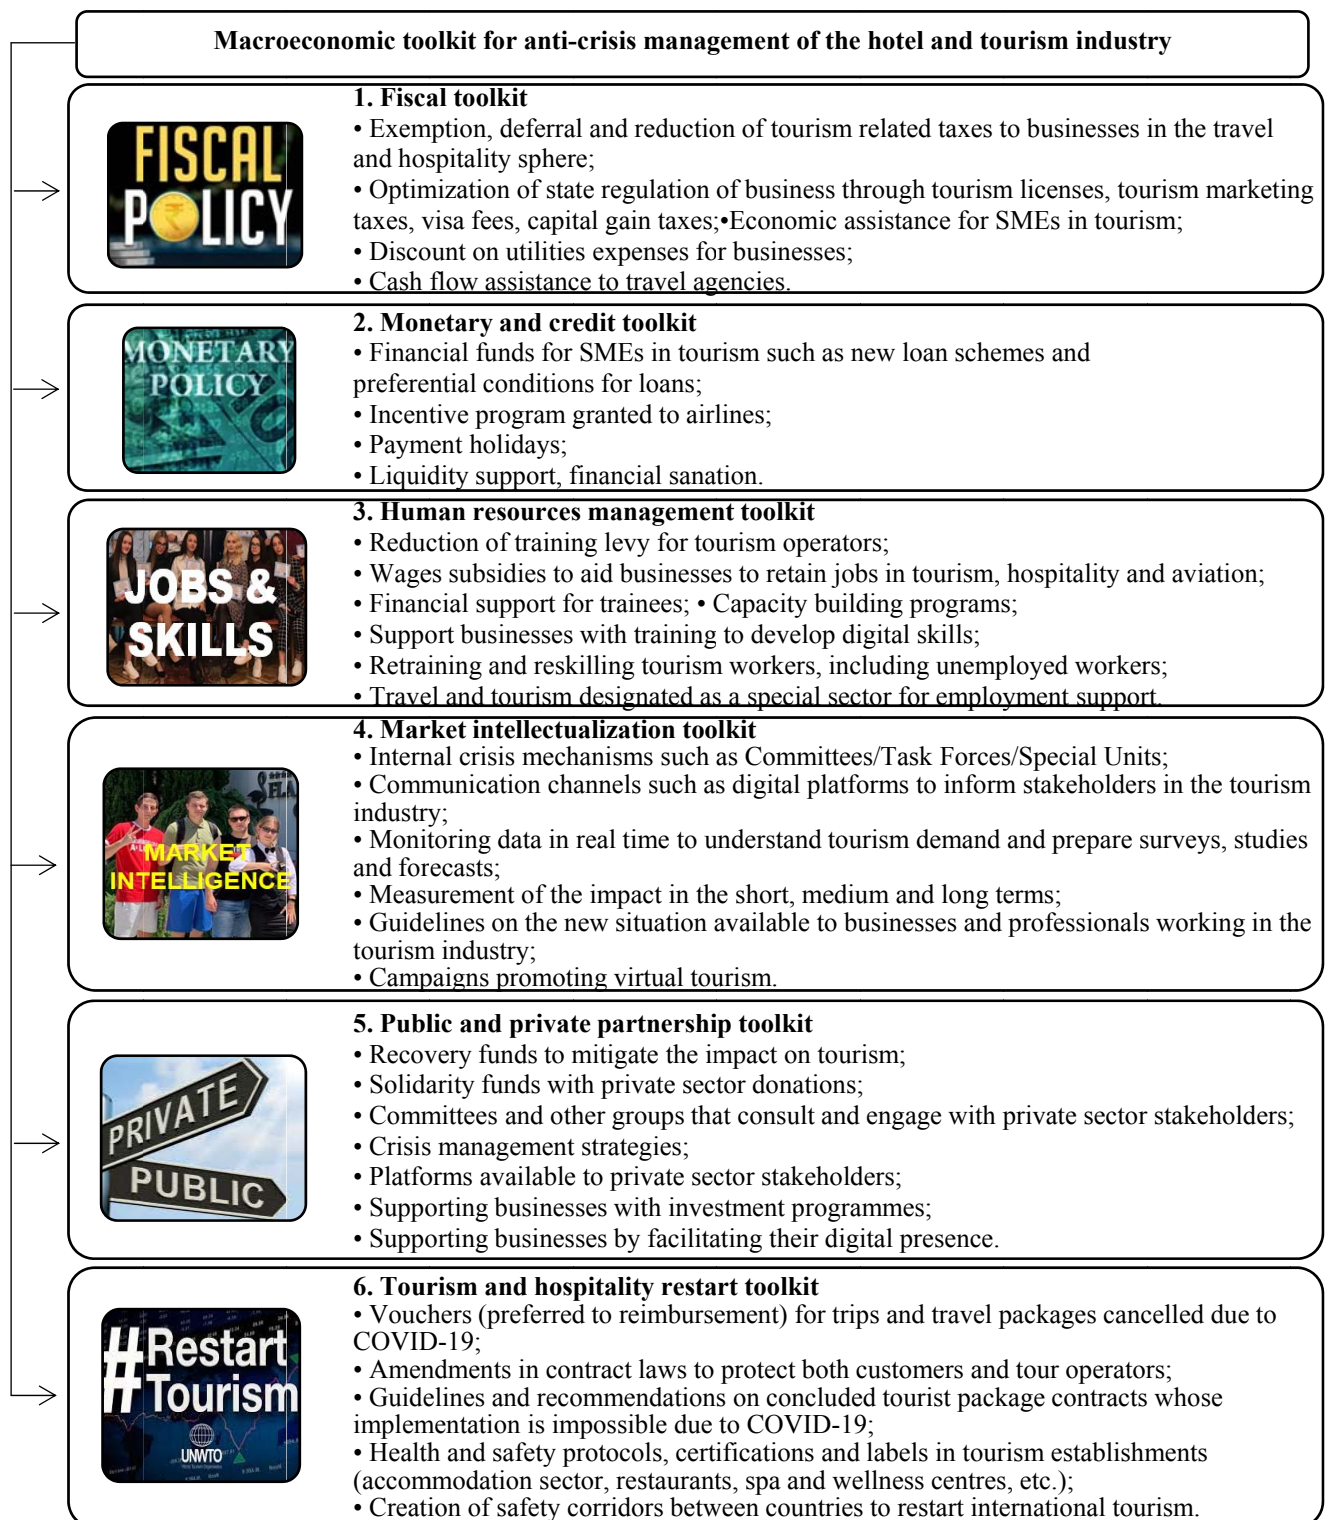 Macroeconomic toolkit for anti-crisis management of the hotel and tourism industry
FISCAL
POLICY
1. Fiscal toolkit
• Exemption, deferral and reduction of tourism related taxes to businesses in the travel
and hospitality sphere;
• Optimization of state regulation of business through tourism licenses, tourism marketing
taxes, visa fees, capital gain taxes;•Economic assistance for SMEs in tourism;
• Discount on utilities expenses for businesses;
• Cash flow assistance to travel agencies.
MONETARY
POLICY
2. Monetary and credit toolkit
• Financial funds for SMEs in tourism such as new loan schemes and
preferential conditions for loans;
• Incentive program granted to airlines;
• Payment holidays;
• Liquidity support, financial sanation.
JOBS &
SKILLS
3. Human resources management toolkit
• Reduction of training levy for tourism operators;
• Wages subsidies to aid businesses to retain jobs in tourism, hospitality and aviation;
• Financial support for trainees; • Capacity building programs;
• Support businesses with training to develop digital skills;
• Retraining and reskilling tourism workers, including unemployed workers;
• Travel and tourism designated as a special sector for employment support.
MARKET
INTELLIGENCE
4. Market intellectualization toolkit
• Internal crisis mechanisms such as Committees/Task Forces/Special Units;
• Communication channels such as digital platforms to inform stakeholders in the tourism
industry;
• Monitoring data in real time to understand tourism demand and prepare surveys, studies
and forecasts;
• Measurement of the impact in the short, medium and long terms;
• Guidelines on the new situation available to businesses and professionals working in the
tourism industry;
• Campaigns promoting virtual tourism.
PRIVATE
PUBLIC
5. Public and private partnership toolkit
• Recovery funds to mitigate the impact on tourism;
• Solidarity funds with private sector donations;
• Committees and other groups that consult and engage with private sector stakeholders;
• Crisis management strategies;
• Platforms available to private sector stakeholders;
• Supporting businesses with investment programmes;
• Supporting businesses by facilitating their digital presence.
#Restart
Tourism
UNWTO
6. Tourism and hospitality restart toolkit
• Vouchers (preferred to reimbursement) for trips and travel packages cancelled due to
COVID-19;
• Amendments in contract laws to protect both customers and tour operators;
• Guidelines and recommendations on concluded tourist package contracts whose
implementation is impossible due to COVID-19;
• Health and safety protocols, certifications and labels in tourism establishments
(accommodation sector, restaurants, spa and wellness centres, etc.);
• Creation of safety corridors between countries to restart international tourism.